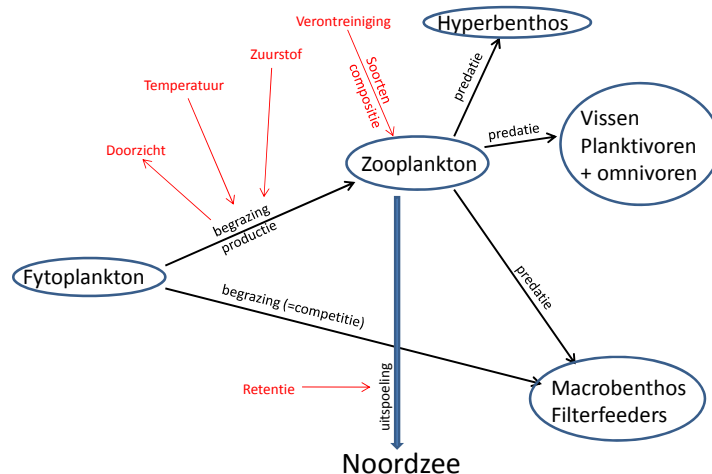 Verontreiniging
Hyperbenthos
Zuurstof
Temperatuur
Soorten
compositie
predatie
Doorzicht
predatie
Vissen
Planktivoren
+ omnivoren
Zooplankton
begrazing
productie
Fytoplankton
predatie
begrazing (=competitie)
Retentie
uitspoeling
Macrobenthos
Filterfeeders
Noordzee